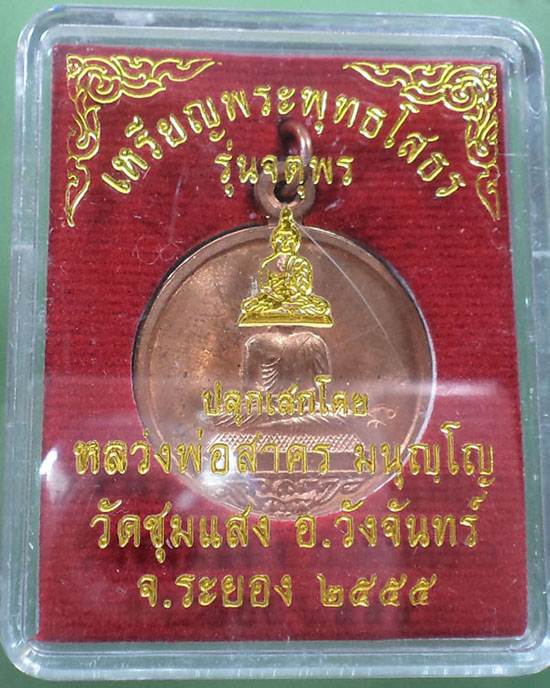 เหรียญพระพุทธโสธร
รุ่นจตุพร
ปลุกเสกโดย
หลวงพ่อสาคร มนุญฺโญ
วัดชุมแสง อ.วังจันทร์
จ.ระยอง ๒๕๕๕